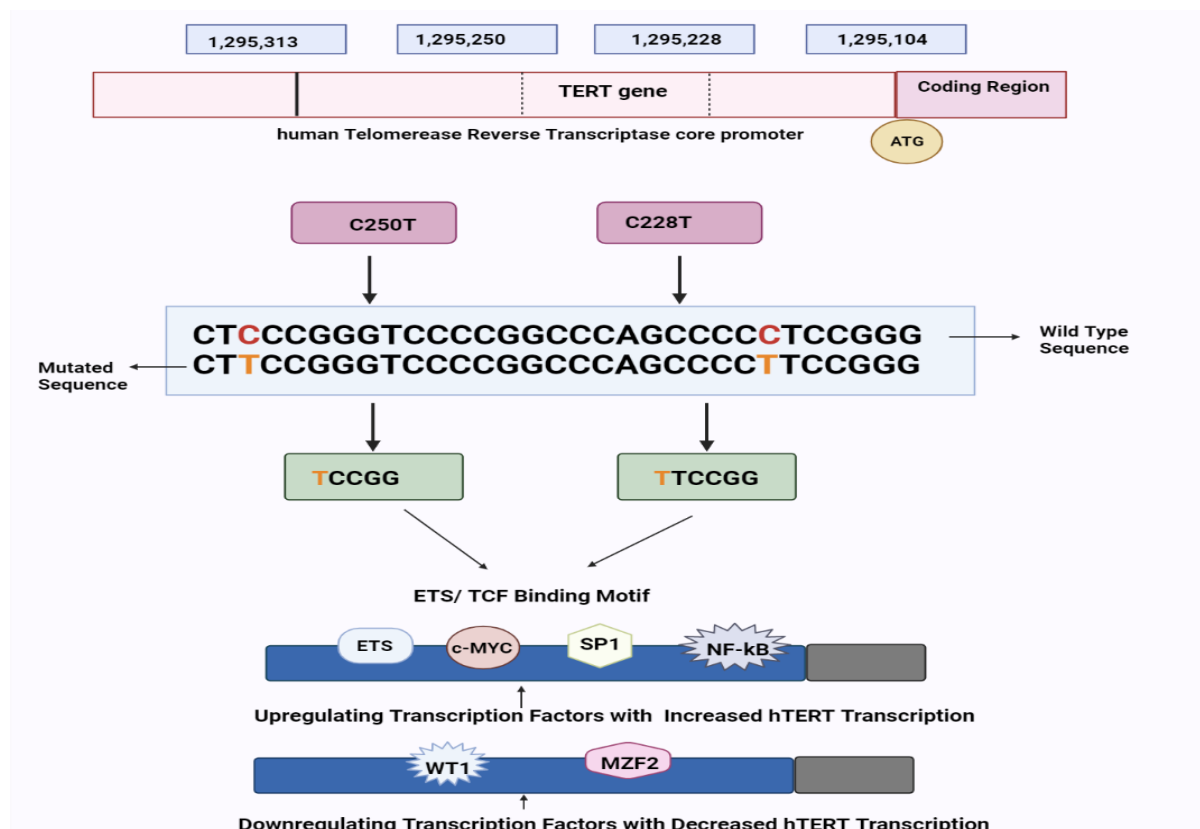 1,295,313
1,295,250
1,295,228
1,295,104
TERT gene
Coding Region
human Telomerease Reverse Transcriptase core promoter
ATG
C250T
C228T
CTCCCGGGTCCCCGGCCCAGCCCCCTCCGGG
CTTCCGGGTCCCCGGCCCAGCCCCTTCCGGG
Wild Type
Sequence
Mutated
Sequence
TCCGG
TTCCGG
ETS/ TCF Binding Motif
ETS
c-MYC
SP1
NF-kB
Upregulating Transcription Factors with Increased hTERT Transcription
WT1
MZF2
Downregulating Transcription Factors with Decreased hTERT Transcription